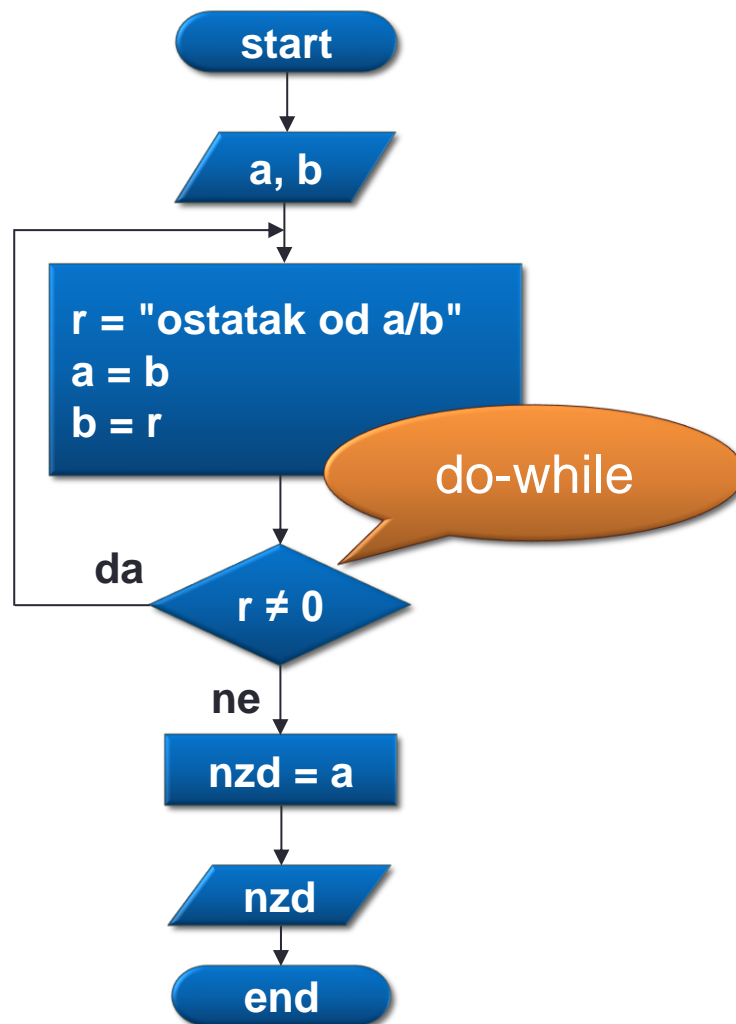 start
a, b
r = "ostatak od a/b"
a = b
b = r
do-while
da
r ≠ 0
ne
nzd = a
nzd
end